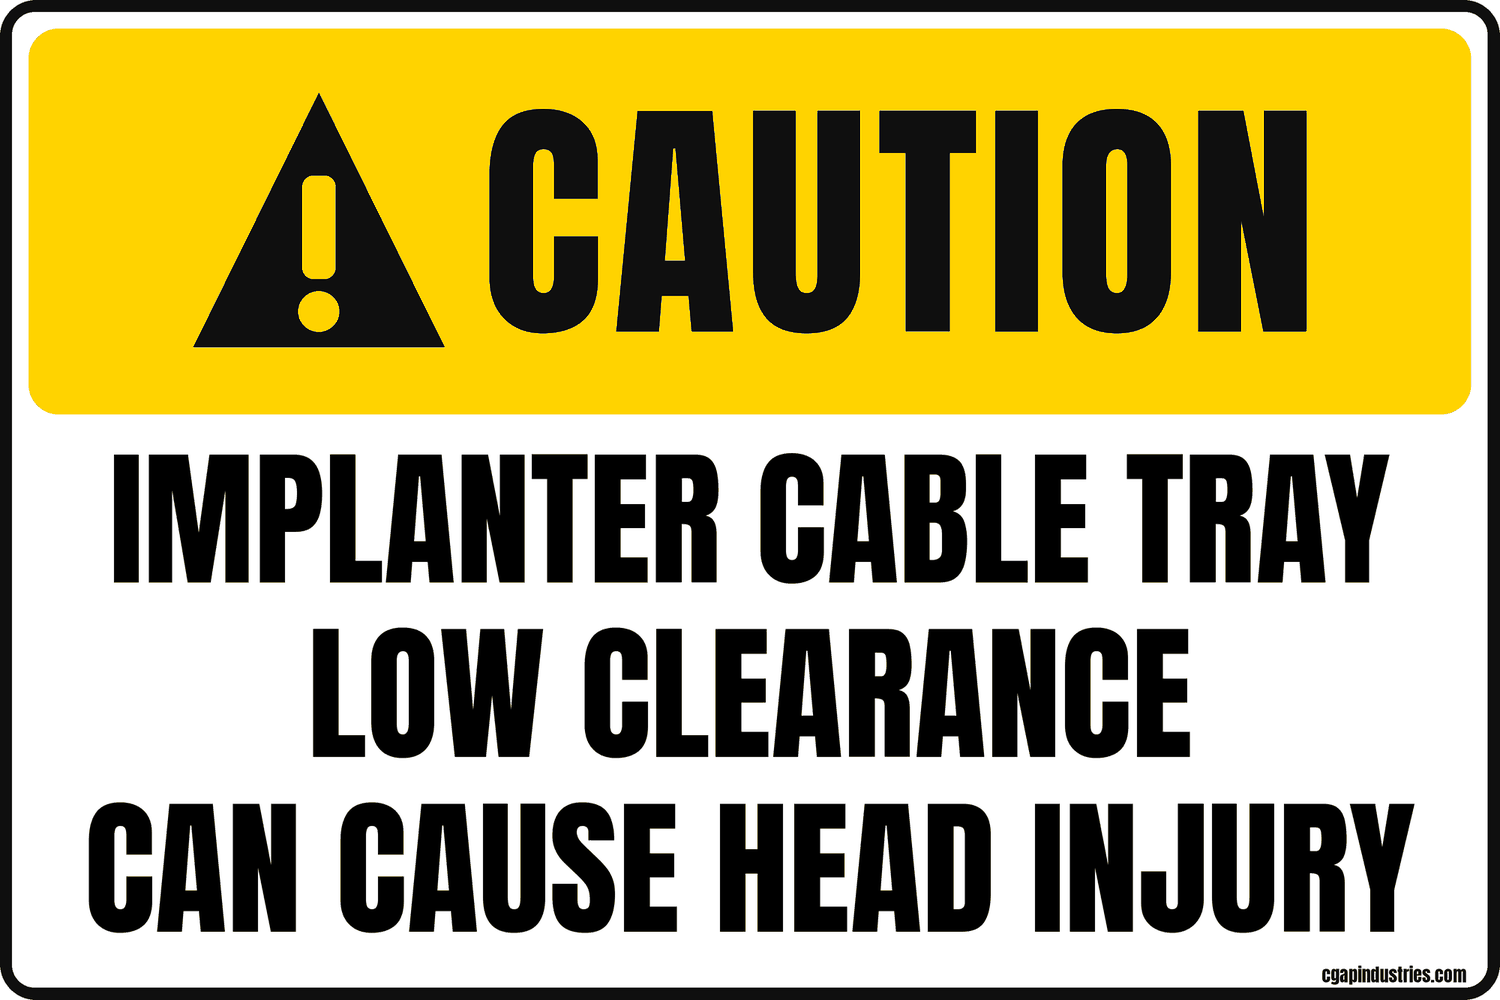 CAUTION
IMPLANTER CABLE TRAY
LOW CLEARANCE
CAN CAUSE HEAD INJURY
cgapindustries.com